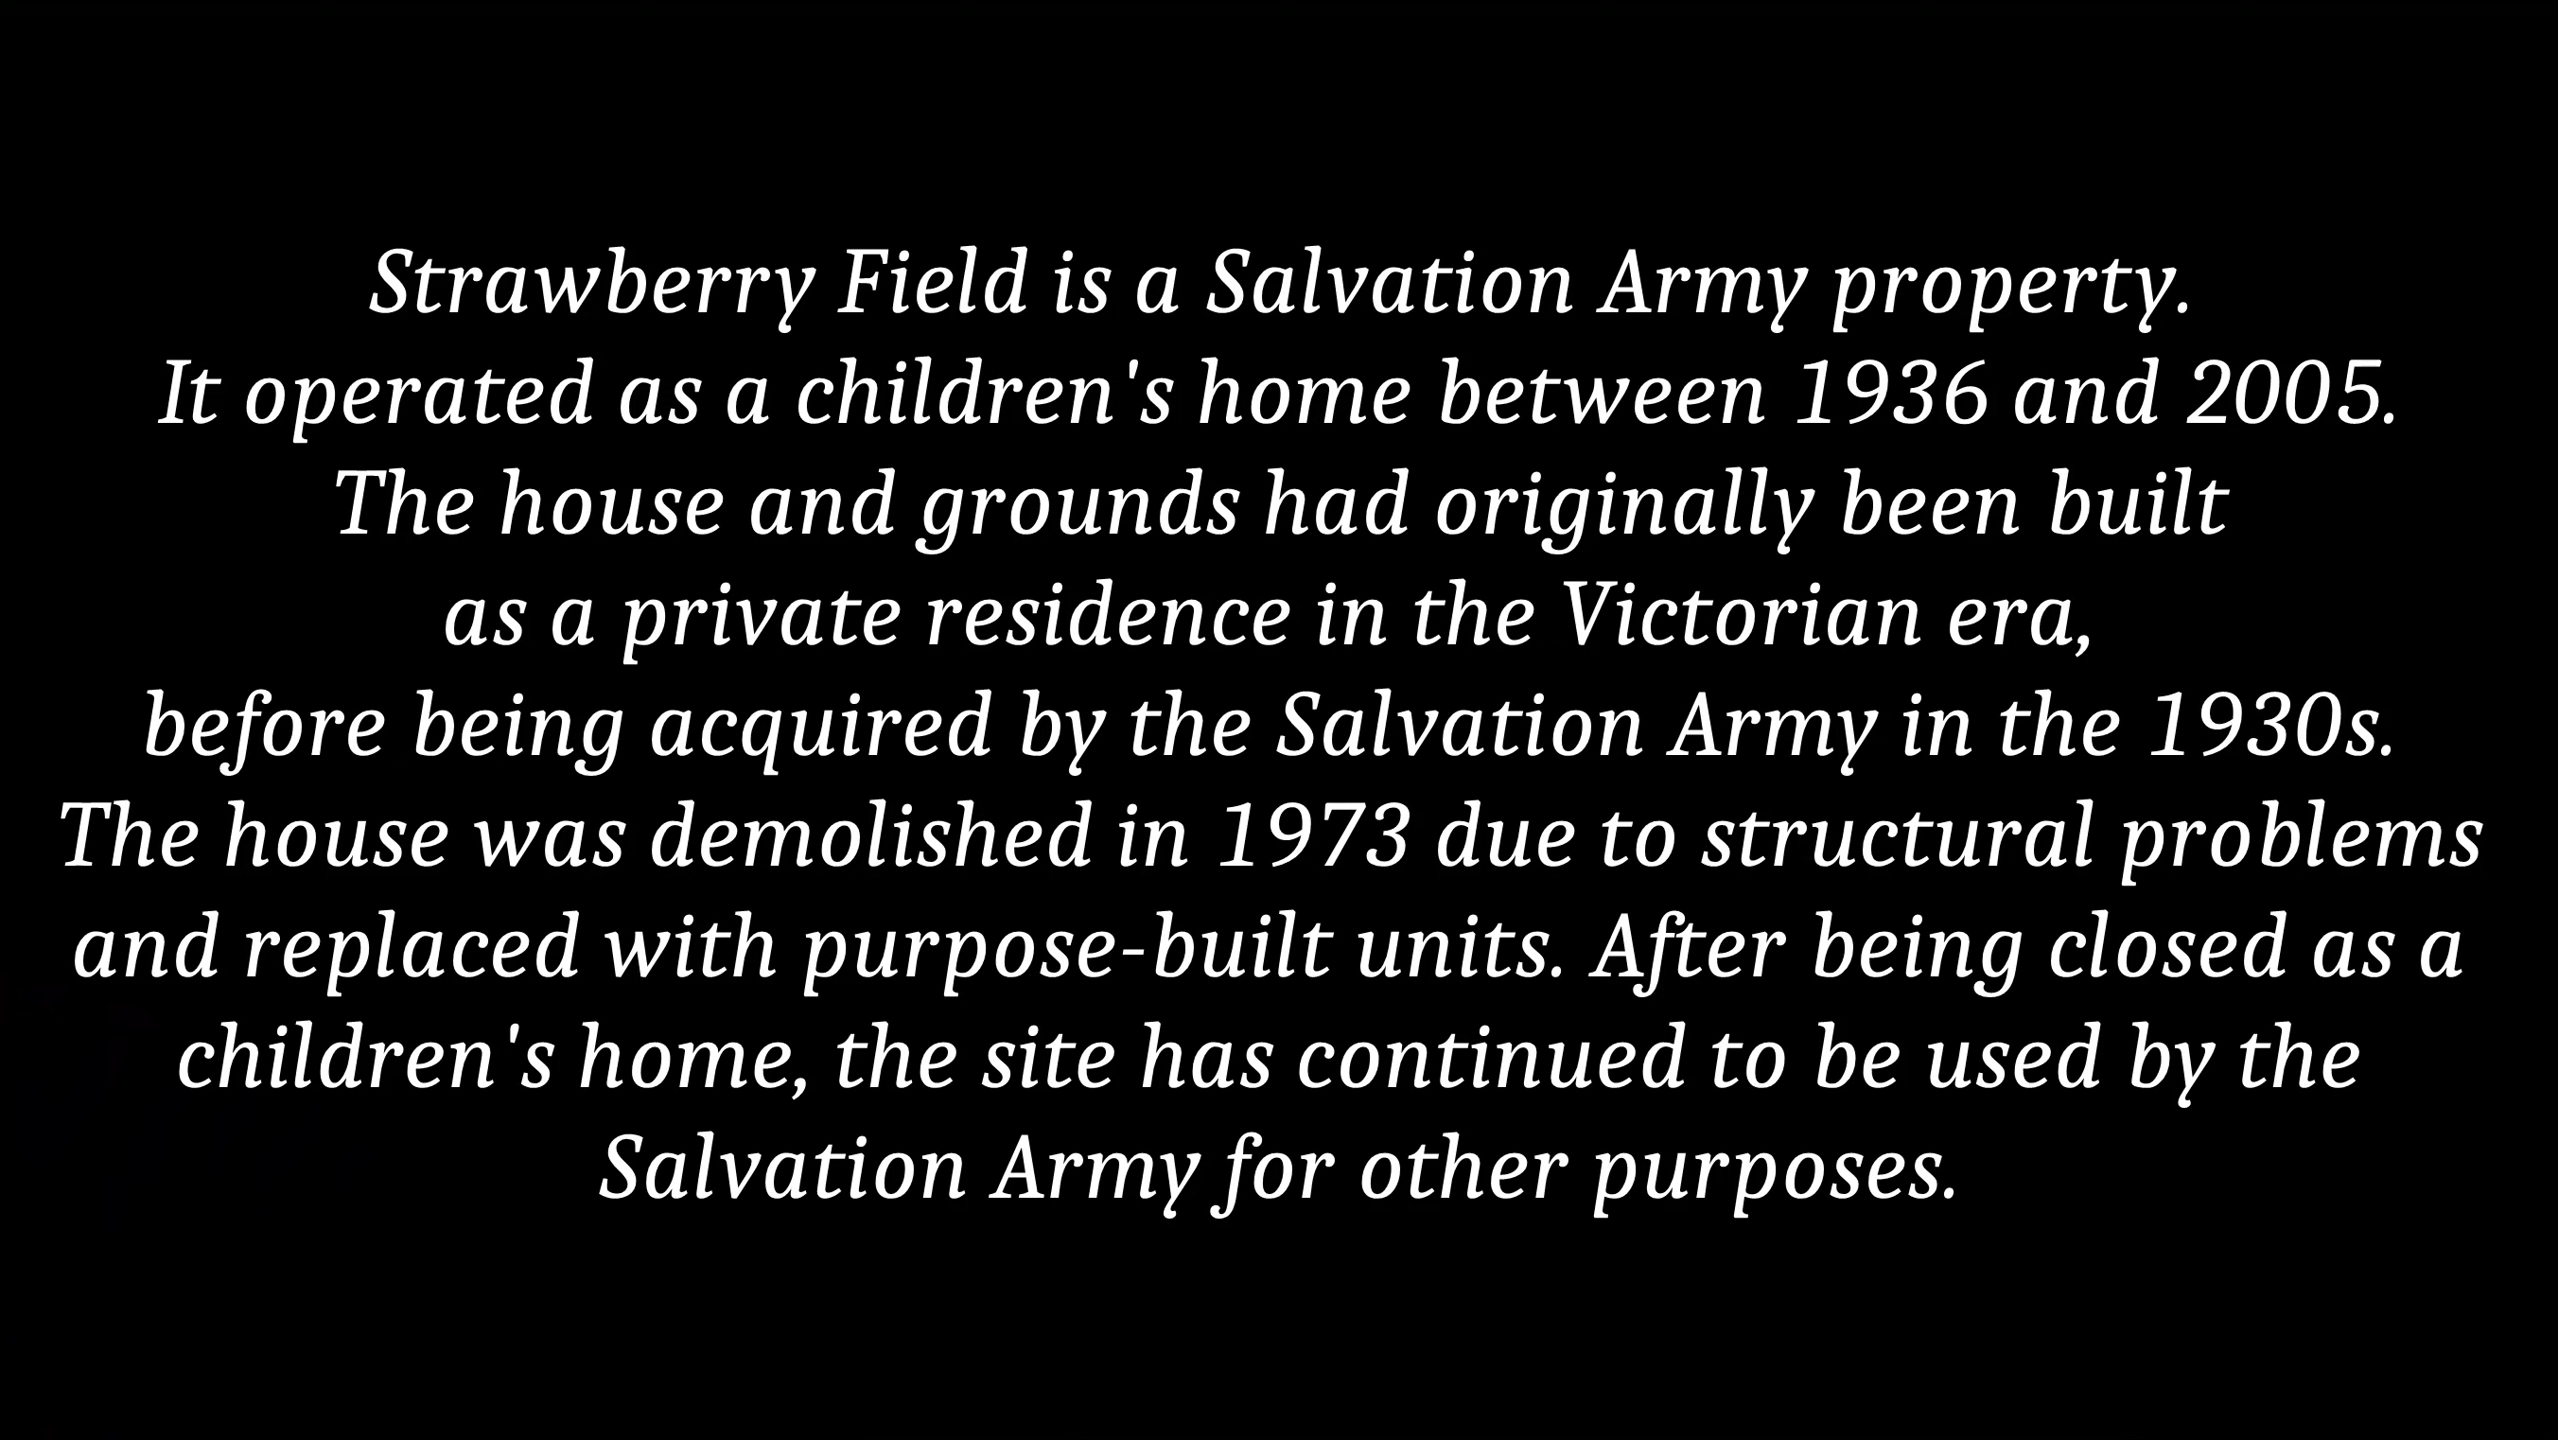 Strawberry Field is a Salvation Army property.
It operated as a children's home between 1936 and 2005.
The house and grounds had originally been built
as a private residence in the Victorian era,
before being acquired by the Salvation Army in the 1930s.
The house was demolished in 1973 due to structural problems
and replaced with purpose-built units. After being closed as a
children's home, the site has continued to be used by the
Salvation Army for other purposes.